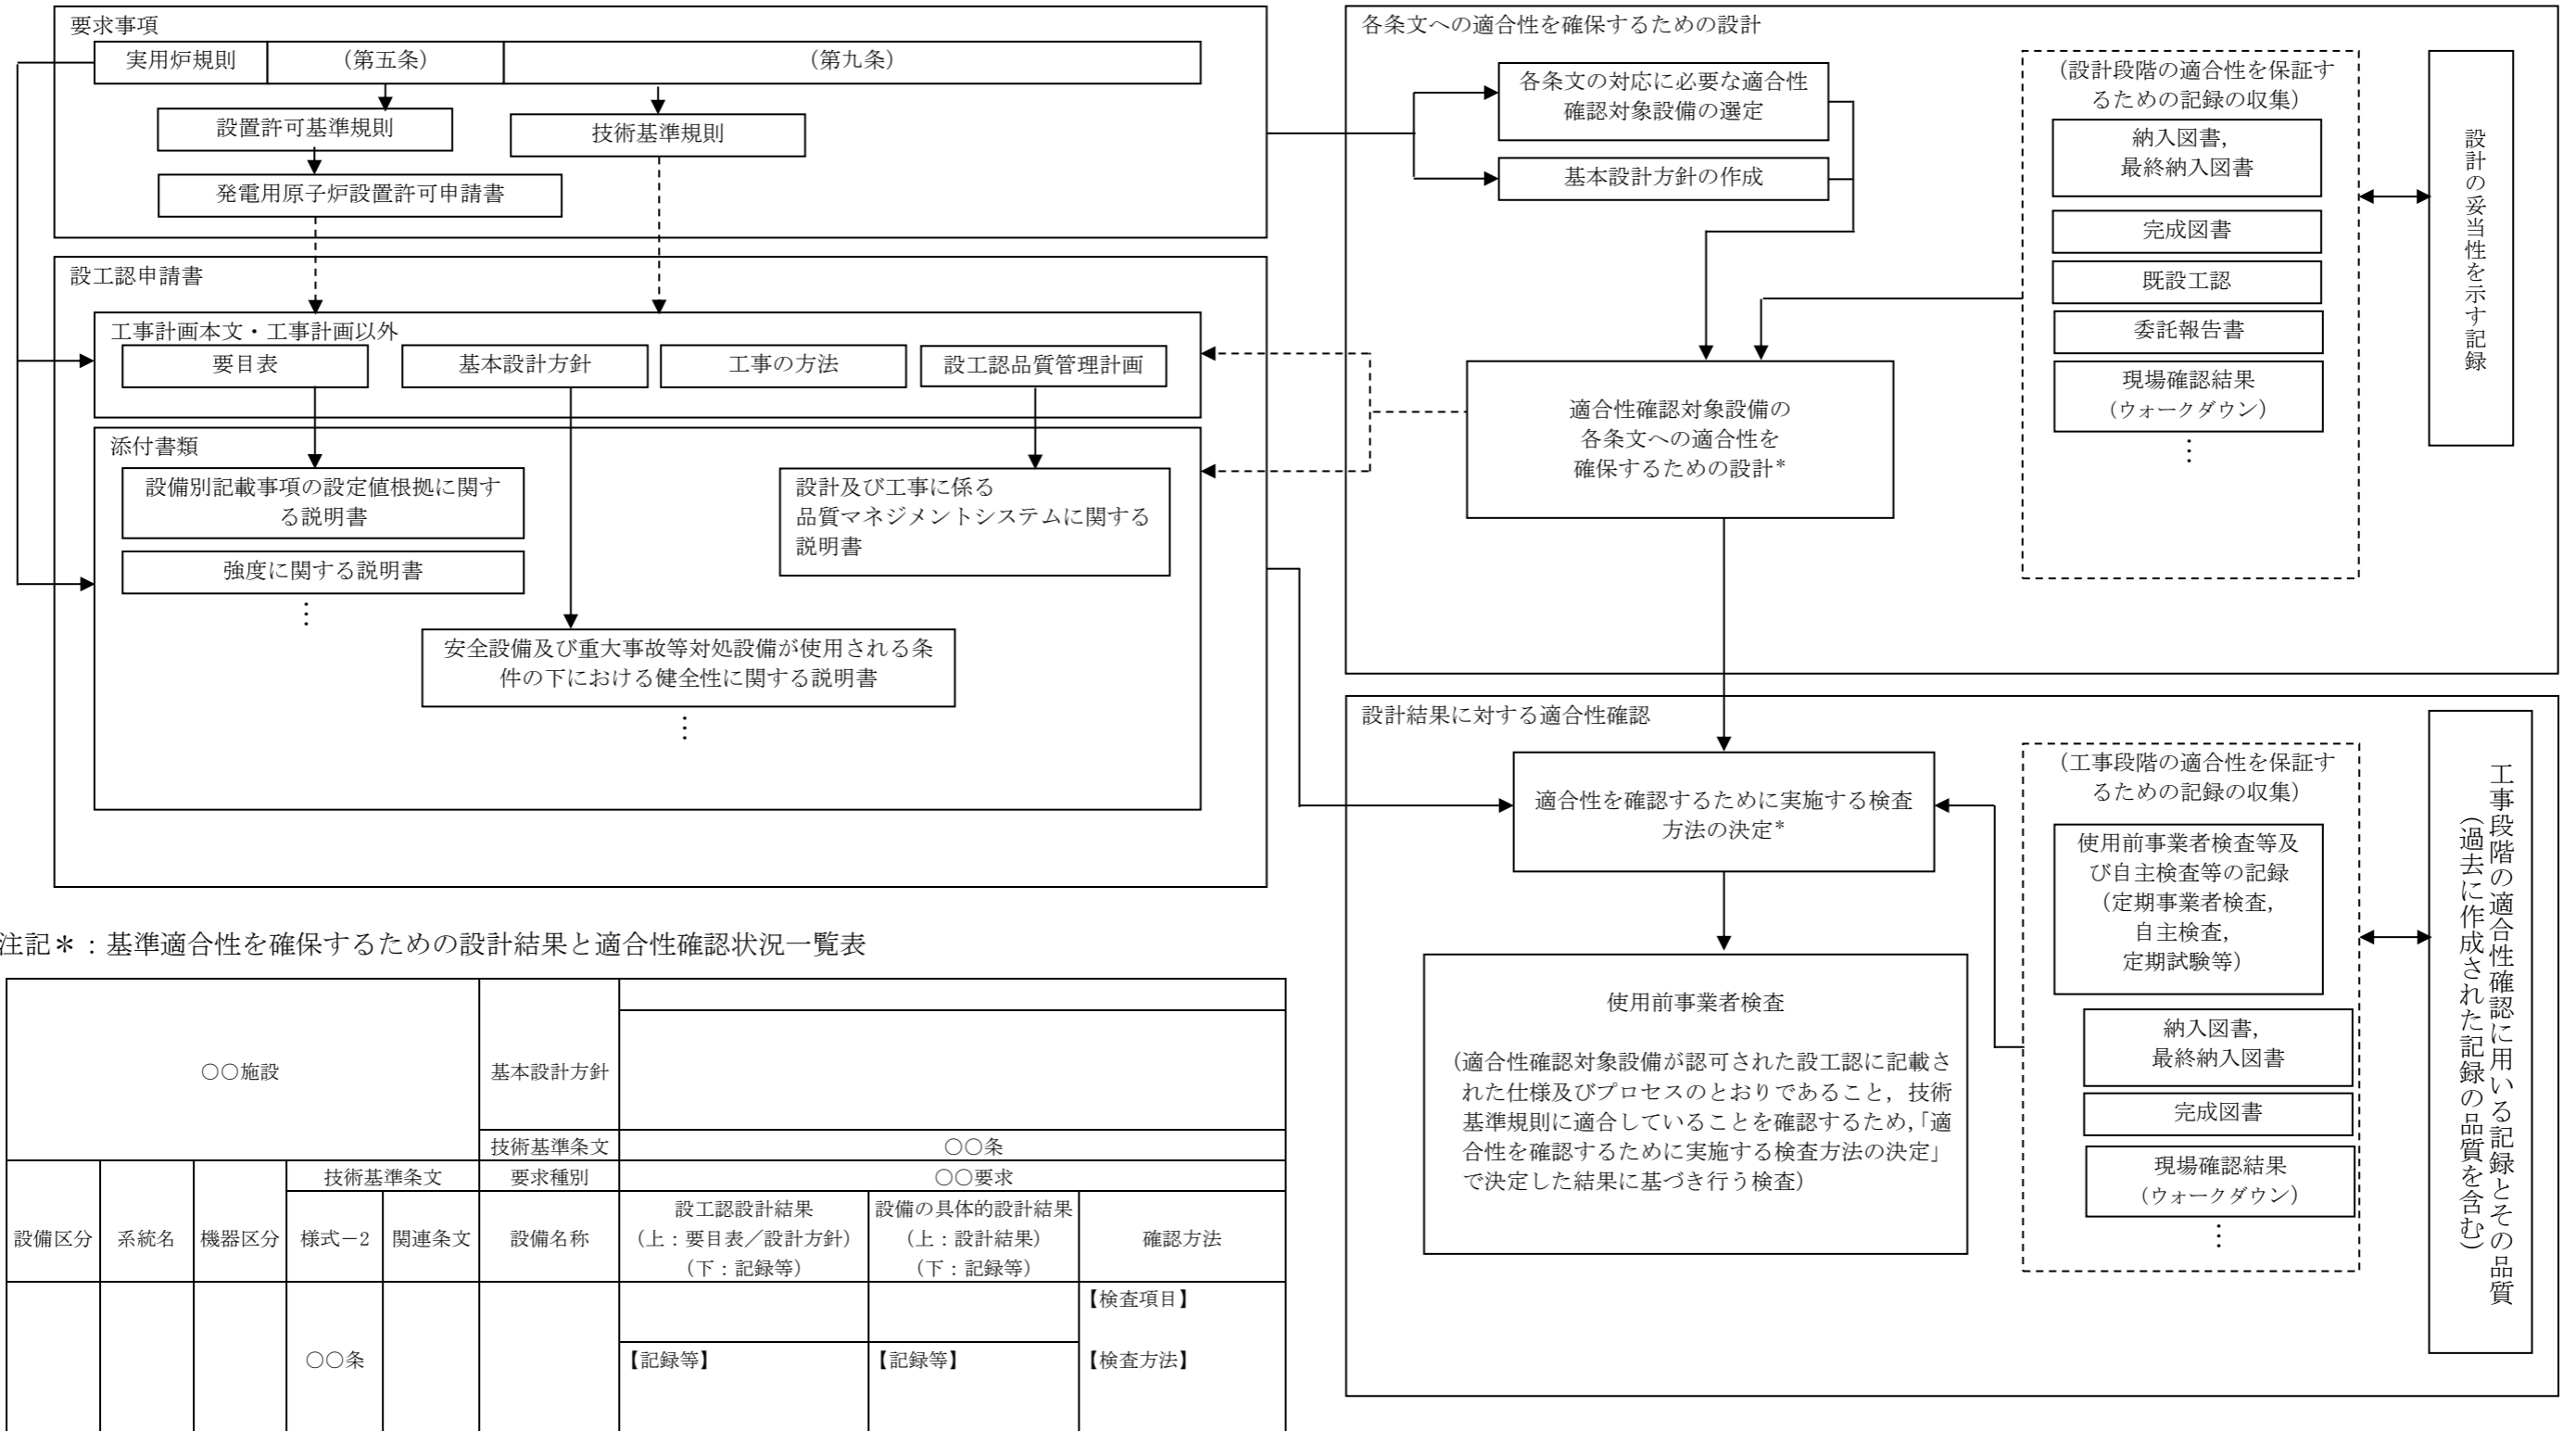 要求事項
実用炉規則
（第五条）
（第九条）
設置許可基準規則
技術基準規則
発電用原子炉設置許可申請書
設工認申請書
工事計画本文・工事計画以外
要目表
基本設計方針
工事の方法
設工認品質管理計画
添付書類
設備別記載事項の設定値根拠に関す
る説明書
強度に関する説明書
⋮
設計及び工事に係る
品質マネジメントシステムに関する
説明書
安全設備及び重大事故等対処設備が使用される条
件の下における健全性に関する説明書
⋮
各条文への適合性を確保するための設計
各条文の対応に必要な適合性
確認対象設備の選定
基本設計方針の作成
適合性確認対象設備の
各条文への適合性を
確保するための設計*
（設計段階の適合性を保証す
るための記録の収集）
納入図書，
最終納入図書
完成図書
既設工認
委託報告書
現場確認結果
（ウォークダウン）
⋮
設計の妥当性を示す記録
設計結果に対する適合性確認
適合性を確認するために実施する検査
方法の決定*
使用前事業者検査
（適合性確認対象設備が認可された設工認に記載さ
れた仕様及びプロセスのとおりであること，技術
基準規則に適合していることを確認するため，「適
合性を確認するために実施する検査方法の決定」
で決定した結果に基づき行う検査）
（工事段階の適合性を保証す
るための記録の収集）
使用前事業者検査等及
び自主検査等の記録
（定期事業者検査，
自主検査，
定期試験等）
納入図書，
最終納入図書
完成図書
現場確認結果
（ウォークダウン）
⋮
工事段階の適合性確認に用いる記録とその品質
（過去に作成された記録の品質を含む）
注記＊：基準適合性を確保するための設計結果と適合性確認状況一覧表
○○施設
基本設計方針
技術基準条文
○○条
技術基準条文
要求種別
○○要求
設備区分
系統名
機器区分
様式－2
関連条文
設備名称
設工認設計結果
（上：要目表／設計方針）
（下：記録等）
設備の具体的設計結果
（上：設計結果）
（下：記録等）
確認方法
【検査項目】
○○条
【記録等】
【記録等】
【検査方法】